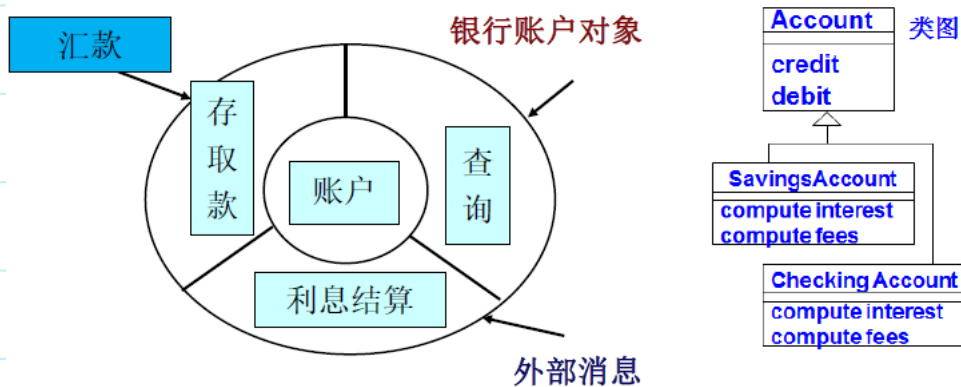 汇款
银行账户对象
存取款
账户
查询
利息结算
外部消息
Account
类图
credit
debit
SavingsAccount
compute interest
compute fees
Checking Account
compute interest
compute fees